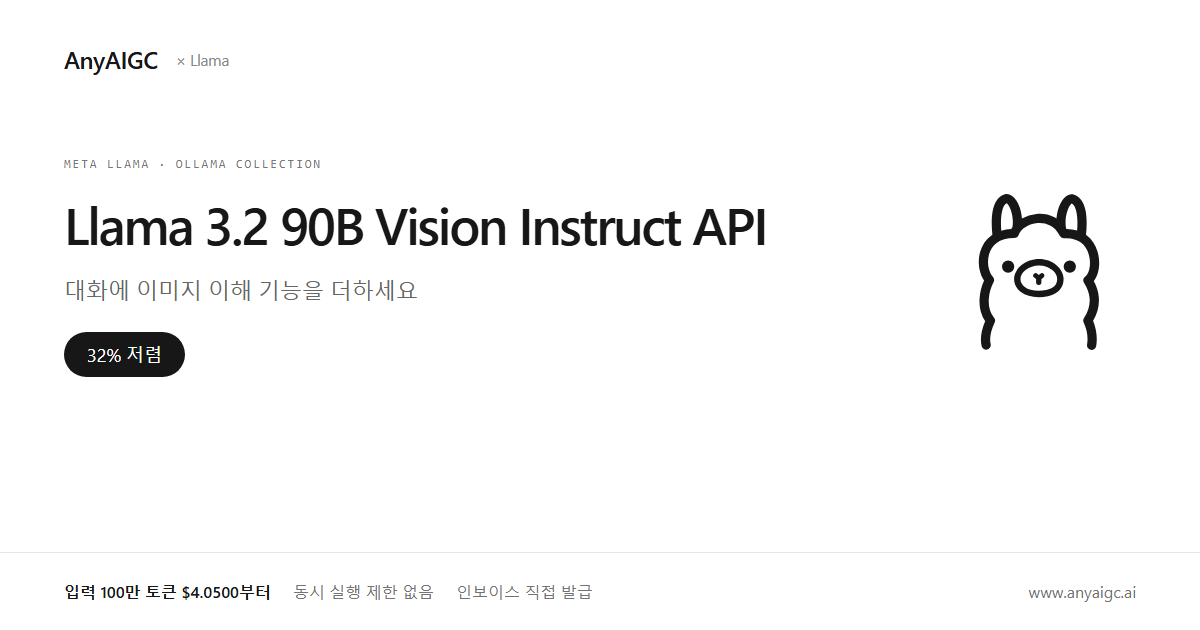 AnyAIGC × Llama
META LLAMA · OLLAMA COLLECTION
Llama 3.2 90B Vision Instruct API
대화에 이미지 이해 기능을 더하세요
32% 저렴
입력 100만 토큰 $4.0500부터 동시 실행 제한 없음 인보이스 직접 발급 www.anyaigc.ai